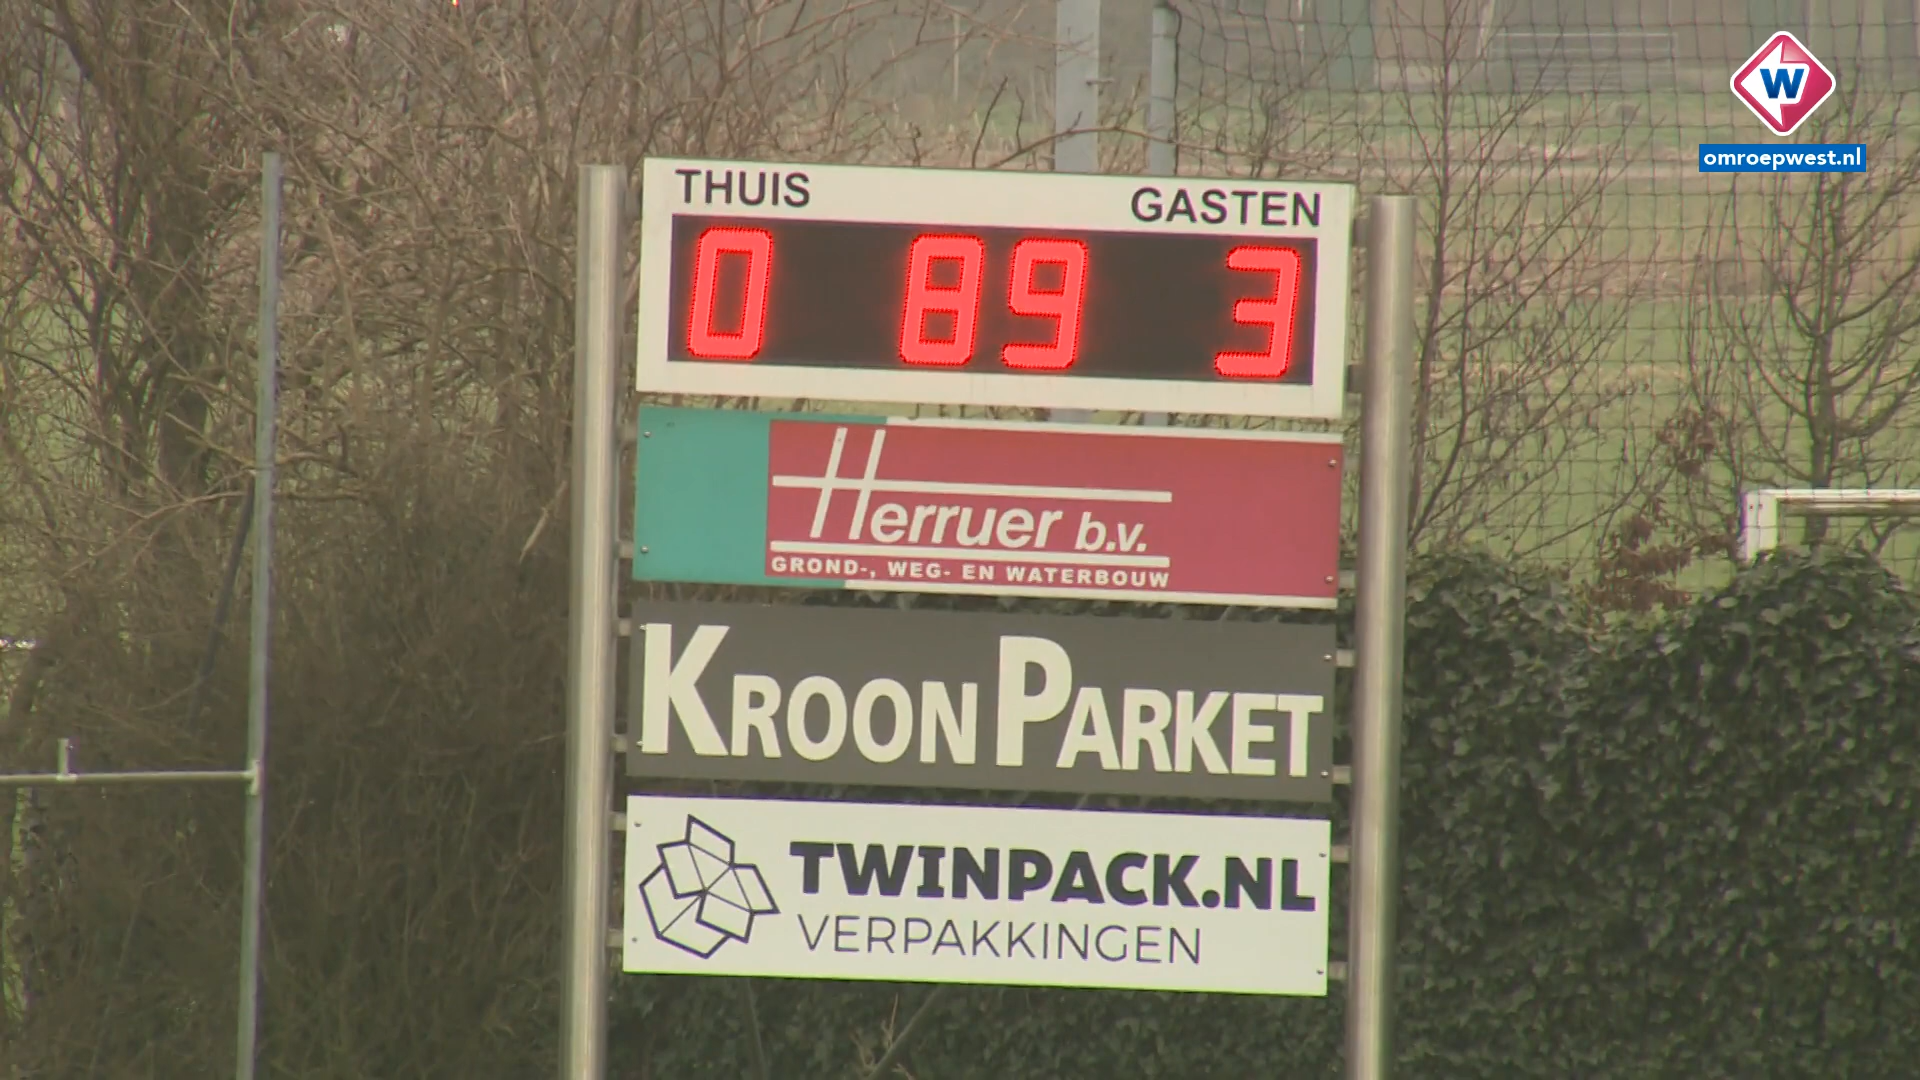 W
omroepwest.nl
THUIS GASTEN
0 89 3
Herruer b.v.
GROND-, WEG- EN WATERBOUW
KROON PARKET
TWINPACK.NL
VERPAKKINGEN